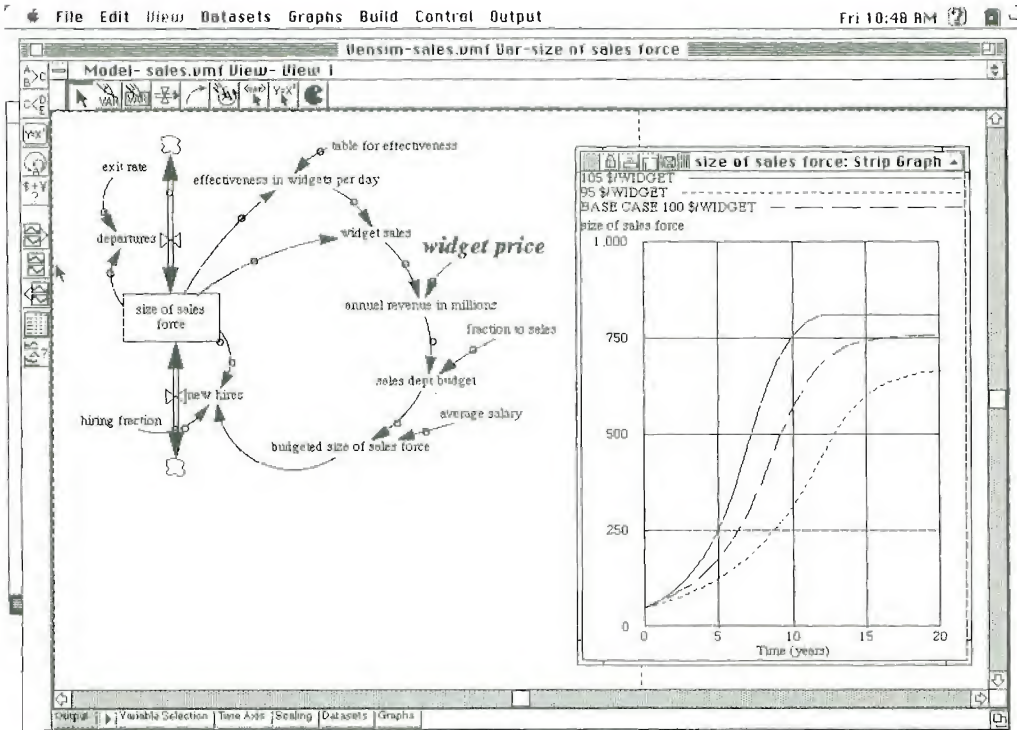 File Edit View Datasets Graphs Build Control Output Fri 10:48 AM
Vensim-sales.vmf Var-size of sales force
Model- sales.vmf View- View 1
VAR
Y=X²
size of sales force: Strip Graph
105 $/WIDGET
95 $/WIDGET
BASE CASE 100 $/WIDGET
size of sales force
1,000
750
500
250
0
0 5 10 15 20
Time (years)
table for effectiveness
exit rate
effectiveness in widgets per day
departures
widget sales
widget price
size of sales
force
annual revenue in millions
fraction to sales
sales dept budget
new hires
average salary
hiring fraction
budgeted size of sales force
Output Variable Selection Time Axis Scaling Datasets Graphs